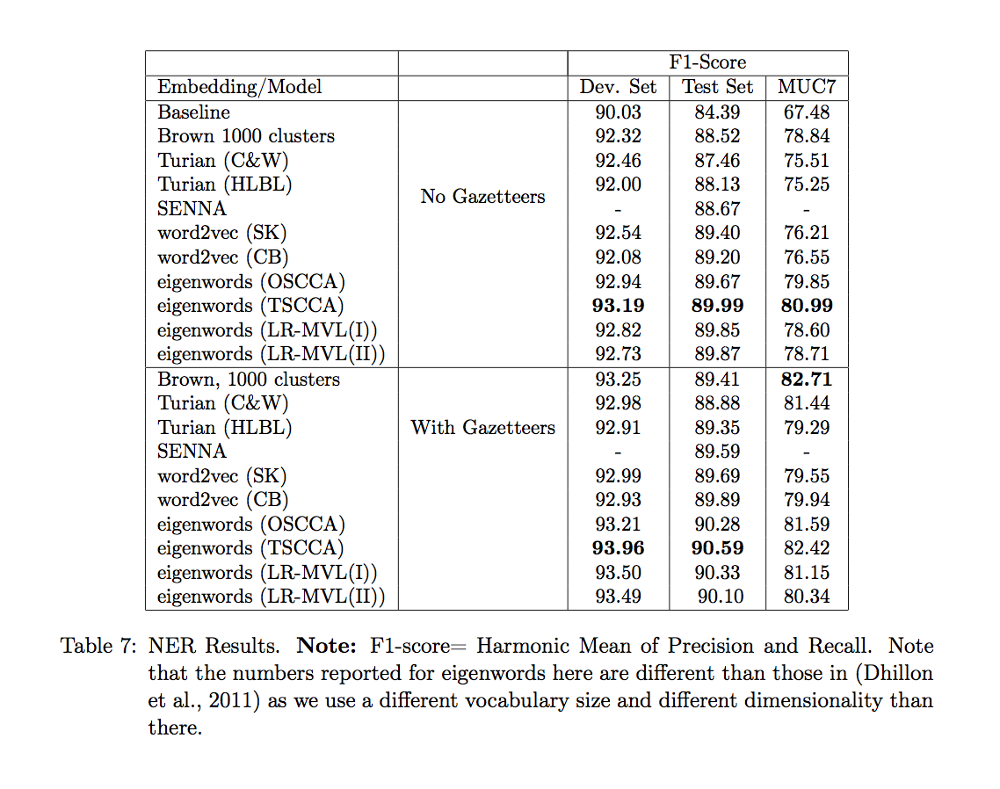 F1-Score
Embedding/Model Dev. Set Test Set MUC7
Baseline 90.03 84.39 67.48
Brown 1000 clusters 92.32 88.52 78.84
Turian (C&W) 92.46 87.46 75.51
Turian (HLBL) 92.00 88.13 75.25
No Gazetteers
SENNA - 88.67 -
word2vec (SK) 92.54 89.40 76.21
word2vec (CB) 92.08 89.20 76.55
eigenwords (OSCCA) 92.94 89.67 79.85
eigenwords (TSCCA) 93.19 89.99 80.99
eigenwords (LR-MVL(I)) 92.82 89.85 78.60
eigenwords (LR-MVL(II)) 92.73 89.87 78.71
Brown, 1000 clusters 93.25 89.41 82.71
Turian (C&W) 92.98 88.88 81.44
Turian (HLBL) With Gazetteers 92.91 89.35 79.29
SENNA - 89.59 -
word2vec (SK) 92.99 89.69 79.55
word2vec (CB) 92.93 89.89 79.94
eigenwords (OSCCA) 93.21 90.28 81.59
eigenwords (TSCCA) 93.96 90.59 82.42
eigenwords (LR-MVL(I)) 93.50 90.33 81.15
eigenwords (LR-MVL(II)) 93.49 90.10 80.34
Table 7: NER Results. Note: F1-score= Harmonic Mean of Precision and Recall. Note
that the numbers reported for eigenwords here are different than those in (Dhillon
et al., 2011) as we use a different vocabulary size and different dimensionality than
there.